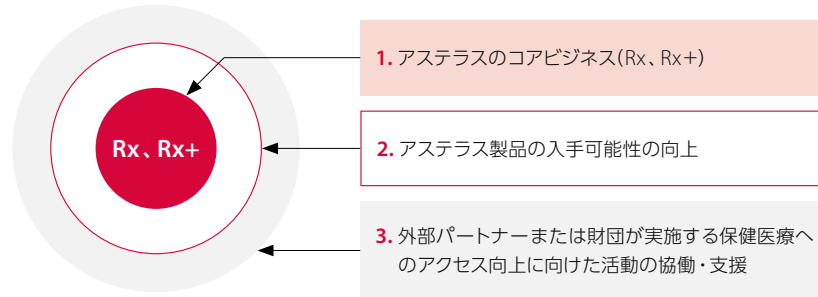 Rx、Rx+
1. アステラスのコアビジネス(Rx、Rx+)
2. アステラス製品の入手可能性の向上
3. 外部パートナーまたは財団が実施する保健医療へ
のアクセス向上に向けた活動の協働・支援